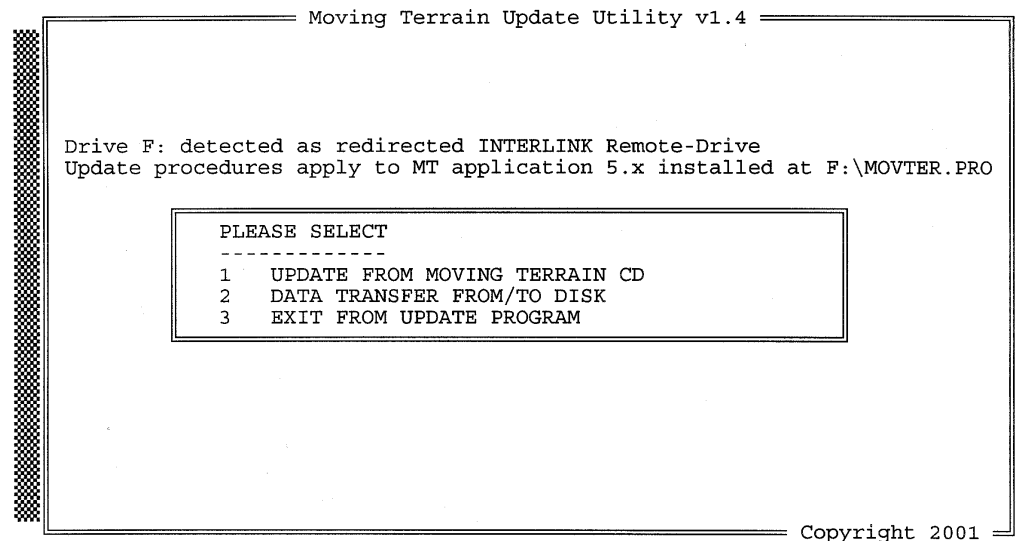 Moving Terrain Update Utility v1.4
Drive F: detected as redirected INTERLINK Remote-Drive
Update procedures apply to MT application 5.x installed at F:\MOVTER.PRO
PLEASE SELECT
-------------
1 UPDATE FROM MOVING TERRAIN CD
2 DATA TRANSFER FROM/TO DISK
3 EXIT FROM UPDATE PROGRAM
Copyright 2001